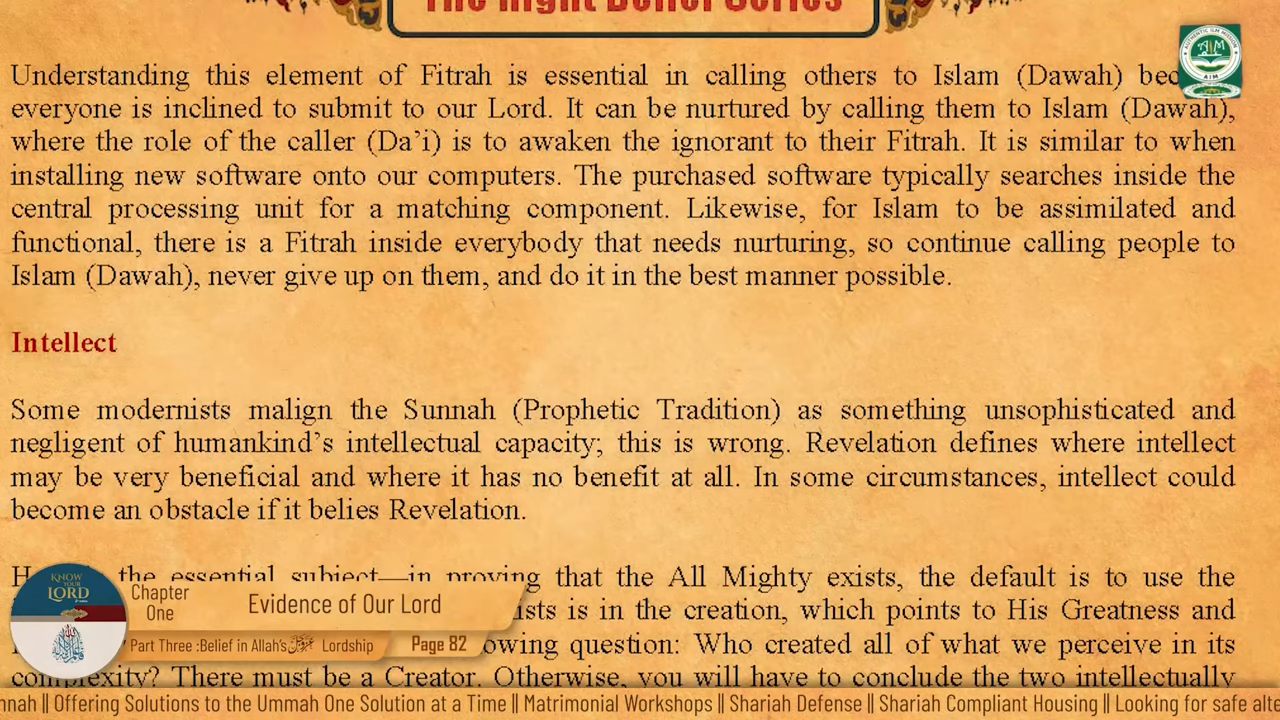 The Right Belief Series
Understanding this element of Fitrah is essential in calling others to Islam (Dawah)
everyone is inclined to submit to our Lord. It can be nurtured by calling them to Islam (Dawah),
where the role of the caller (Da’i) is to awaken the ignorant to their Fitrah. It is similar to when
installing new software onto our computers. The purchased software typically searches inside the
central processing unit for a matching component. Likewise, for Islam to be assimilated and
functional, there is a Fitrah inside everybody that needs nurturing, so continue calling people to
Islam (Dawah), never give up on them, and do it in the best manner possible.
Intellect
Some modernists malign the Sunnah (Prophetic Tradition) as something unsophisticated and
negligent of humankind’s intellectual capacity; this is wrong. Revelation defines where intellect
may be very beneficial and where it has no benefit at all. In some circumstances, intellect could
become an obstacle if it belies Revelation.
the essential subject—in proving that the All Mighty exists, the default is to use the
is in the creation, which points to His Greatness and
question: Who created all of what we perceive in its
complexity? There must be a Creator. Otherwise, you will have to conclude the two intellectually
AUTHENTIC ILM MISSION
AIM
KNOW
YOUR
LORD
Chapter
One
Evidence of Our Lord
Part Three :Belief in Allah's ﷻ Lordship
Page 82
|| Offering Solutions to the Ummah One Solution at a Time || Matrimonial Workshops || Shariah Defense || Shariah Compliant Housing || Looking for safe